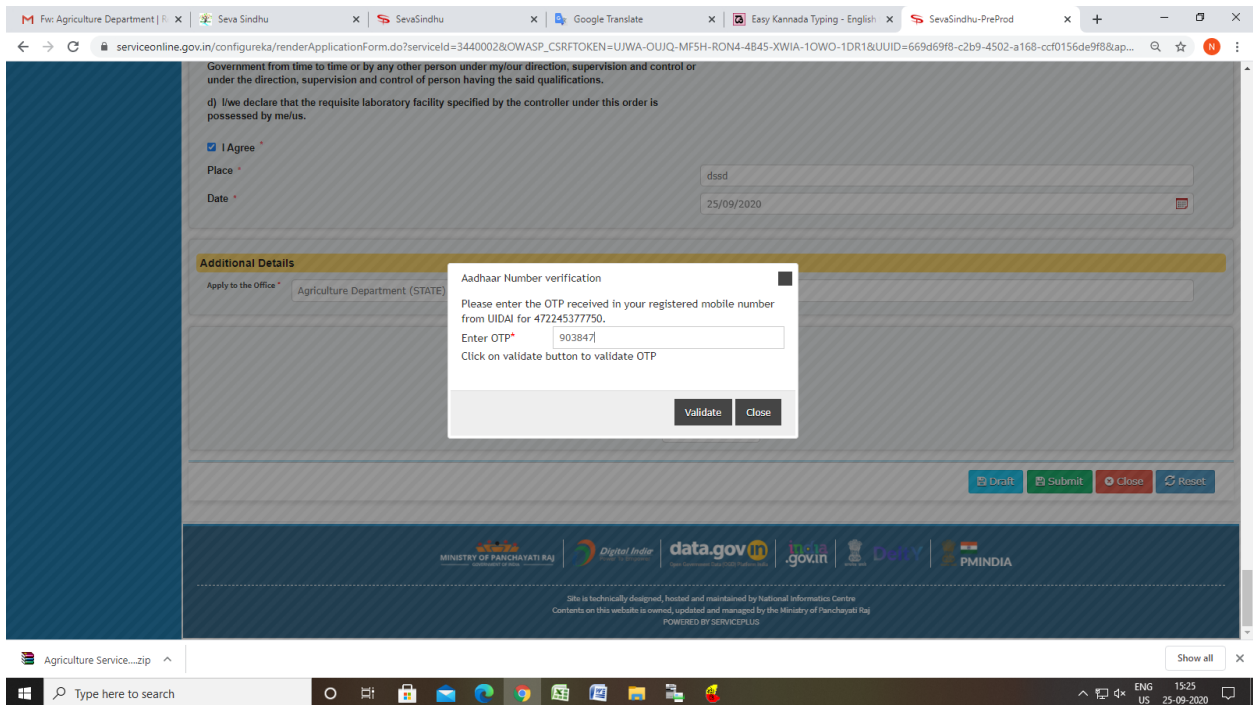 Fw: Agriculture Department | R
Seva Sindhu
SevaSindhu
Google Translate
Easy Kannada Typing - English
SevaSindhu-PreProd
serviceonline.gov.in/configureka/renderApplicationForm.do?serviceId=3440002&OWASP_CSRFTOKEN=UJWA-OUJQ-MF5H-RON4-4B45-XWIA-1OWO-1DR1&UUID=669d69f8-c2b9-4502-a168-ccf0156de9f8&ap...
N
Government from time to time or by any other person under my/our direction, supervision and control or
under the direction, supervision and control of person having the said qualifications.
d) I/we declare that the requisite laboratory facility specified by the controller under this order is
possessed by me/us.
I Agree *
Place *
dssd
Date *
25/09/2020
Additional Details
Apply to the Office *
Agriculture Department (STATE)
Aadhaar Number verification
Please enter the OTP received in your registered mobile number
from UIDAI for 472245377750.
Enter OTP*
903847
Click on validate button to validate OTP
Validate
Close
Draft
Submit
Close
Reset
MINISTRY OF PANCHAYATI RAJ
Digital India
data.gov in
india
.gov.in
PMINDIA
Site is technically designed, hosted and maintained by National Informatics Centre
Contents on this website is owned, updated and managed by the Ministry of Panchayati Raj
POWERED BY SERVICEPLUS
Agriculture Service....zip
Show all
Type here to search
ENG
US
15:25
25-09-2020